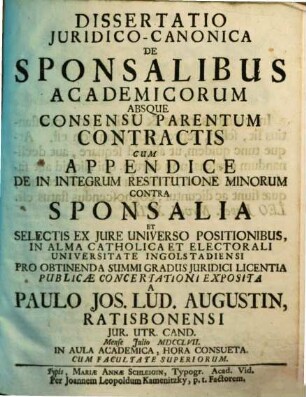 DISSERTATIO
JURIDICO-CANONICA
DE
SPONSALIBUS
ACADEMICORUM
ABSQUE
CONSENSU PARENTUM
CONTRACTIS
CUM
APPENDICE
DE IN INTEGRUM RESTITUTIONE MINORUM
CONTRA
SPONSALIA
ET
SELECTIS EX JURE UNIVERSO POSITIONIBUS,
IN ALMA CATHOLICA ET ELECTORALI
UNIVERSITATE INGOLSTADIENSI
PRO OBTINENDA SUMMI GRADUS JURIDICI LICENTIA
PUBLICÆ CONCERTATIONI EXPOSITA
A
PAULO JOS. LUD. AUGUSTIN,
RATISBONENSI
JUR. UTR. CAND.
Mense Julio MDCCLVII.
IN AULA ACADEMICA, HORA CONSUETA.
CUM FACULTATE SUPERIORUM.
Typis, MARIÆ ANNÆ SCHLEIGIN, Typogr. Acad. Vid.
Per Joannem Leopoldum Kamenitzky, p. t. Factorem.